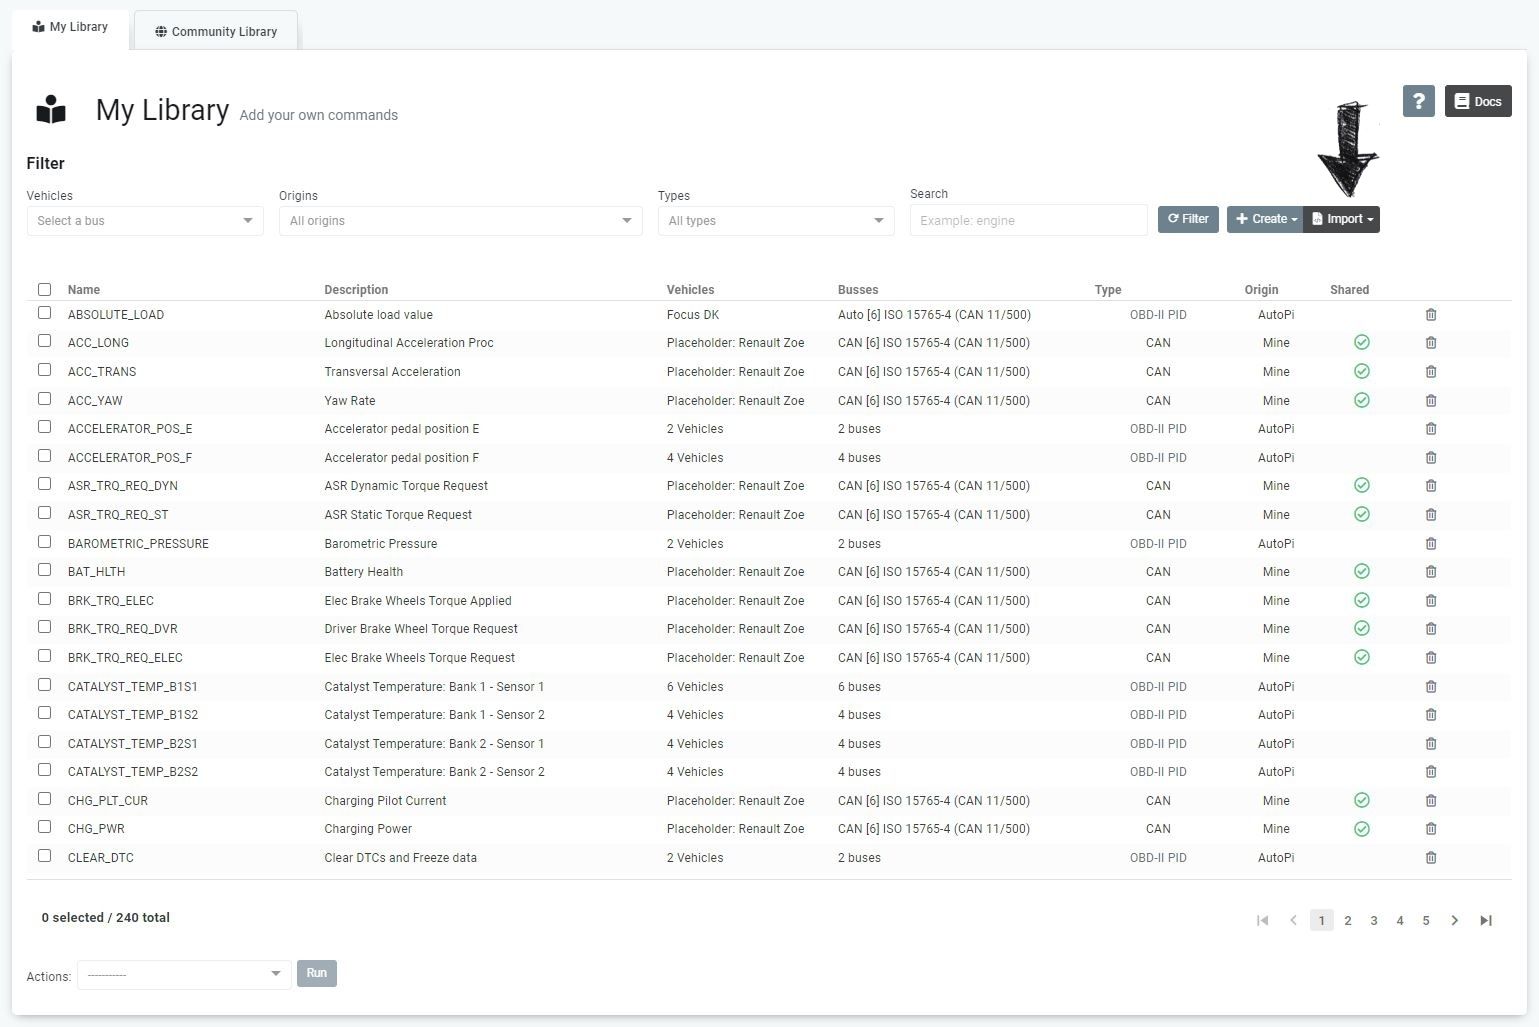 My Library
Community Library
My Library Add your own commands
? Docs
Filter
Vehicles Origins Types Search
Select a bus All origins All types Example: engine Filter + Create Import
Name Description Vehicles Busses Type Origin Shared
ABSOLUTE_LOAD Absolute load value Focus DK Auto [6] ISO 15765-4 (CAN 11/500) OBD-II PID AutoPi
ACC_LONG Longitudinal Acceleration Proc Placeholder: Renault Zoe CAN [6] ISO 15765-4 (CAN 11/500) CAN Mine
ACC_TRANS Transversal Acceleration Placeholder: Renault Zoe CAN [6] ISO 15765-4 (CAN 11/500) CAN Mine
ACC_YAW Yaw Rate Placeholder: Renault Zoe CAN [6] ISO 15765-4 (CAN 11/500) CAN Mine
ACCELERATOR_POS_E Accelerator pedal position E 2 Vehicles 2 buses OBD-II PID AutoPi
ACCELERATOR_POS_F Accelerator pedal position F 4 Vehicles 4 buses OBD-II PID AutoPi
ASR_TRQ_REQ_DYN ASR Dynamic Torque Request Placeholder: Renault Zoe CAN [6] ISO 15765-4 (CAN 11/500) CAN Mine
ASR_TRQ_REQ_ST ASR Static Torque Request Placeholder: Renault Zoe CAN [6] ISO 15765-4 (CAN 11/500) CAN Mine
BAROMETRIC_PRESSURE Barometric Pressure 2 Vehicles 2 buses OBD-II PID AutoPi
BAT_HLTH Battery Health Placeholder: Renault Zoe CAN [6] ISO 15765-4 (CAN 11/500) CAN Mine
BRK_TRQ_ELEC Elec Brake Wheels Torque Applied Placeholder: Renault Zoe CAN [6] ISO 15765-4 (CAN 11/500) CAN Mine
BRK_TRQ_REQ_DVR Driver Brake Wheel Torque Request Placeholder: Renault Zoe CAN [6] ISO 15765-4 (CAN 11/500) CAN Mine
BRK_TRQ_REQ_ELEC Elec Brake Wheels Torque Request Placeholder: Renault Zoe CAN [6] ISO 15765-4 (CAN 11/500) CAN Mine
CATALYST_TEMP_B1S1 Catalyst Temperature: Bank 1 - Sensor 1 6 Vehicles 6 buses OBD-II PID AutoPi
CATALYST_TEMP_B1S2 Catalyst Temperature: Bank 1 - Sensor 2 4 Vehicles 4 buses OBD-II PID AutoPi
CATALYST_TEMP_B2S1 Catalyst Temperature: Bank 2 - Sensor 1 4 Vehicles 4 buses OBD-II PID AutoPi
CATALYST_TEMP_B2S2 Catalyst Temperature: Bank 2 - Sensor 2 4 Vehicles 4 buses OBD-II PID AutoPi
CHG_PLT_CUR Charging Pilot Current Placeholder: Renault Zoe CAN [6] ISO 15765-4 (CAN 11/500) CAN Mine
CHG_PWR Charging Power Placeholder: Renault Zoe CAN [6] ISO 15765-4 (CAN 11/500) CAN Mine
CLEAR_DTC Clear DTCs and Freeze data 2 Vehicles 2 buses OBD-II PID AutoPi
0 selected / 240 total 1 2 3 4 5
Actions: ----------- Run